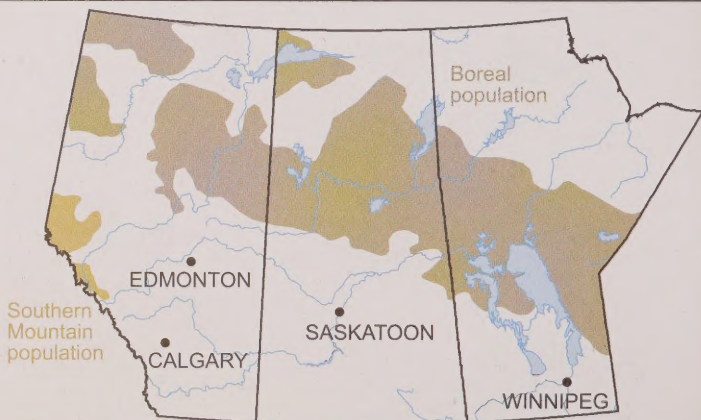 Boreal
population
EDMONTON
Southern
Mountain
population
SASKATOON
CALGARY
WINNIPEG